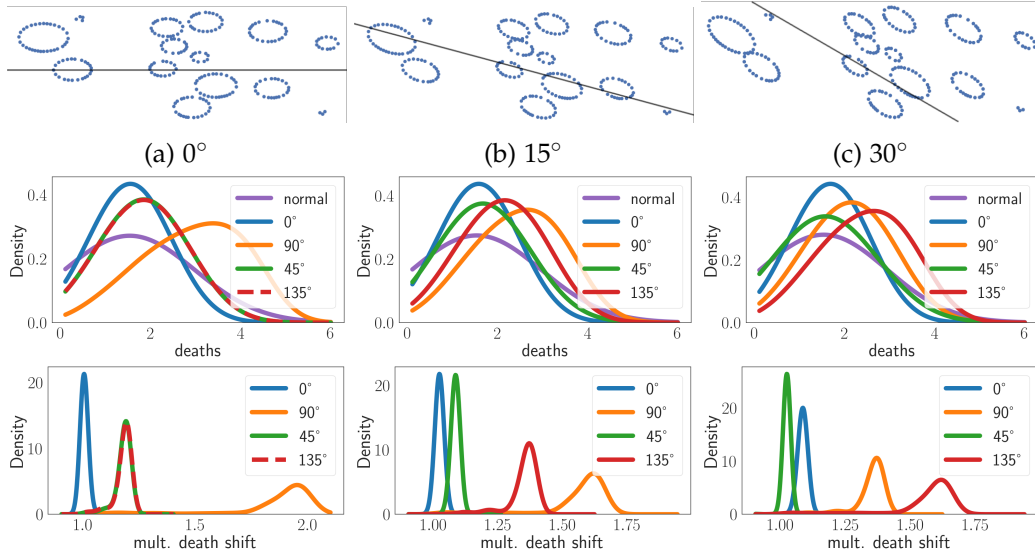 (a) 0° (b) 15° (c) 30°
0.4 0.2 0.0 Density normal 0° 90° 45° 135° 0 2 4 6 deaths
0.4 0.2 0.0 Density normal 0° 90° 45° 135° 0 2 4 6 deaths
0.4 0.2 0.0 Density normal 0° 90° 45° 135° 0 2 4 6 deaths
20 10 0 Density 0° 90° 45° 135° 1.0 1.5 2.0 mult. death shift
20 10 0 Density 0° 90° 45° 135° 1.00 1.25 1.50 1.75 mult. death shift
20 10 0 Density 0° 90° 45° 135° 1.00 1.25 1.50 1.75 mult. death shift